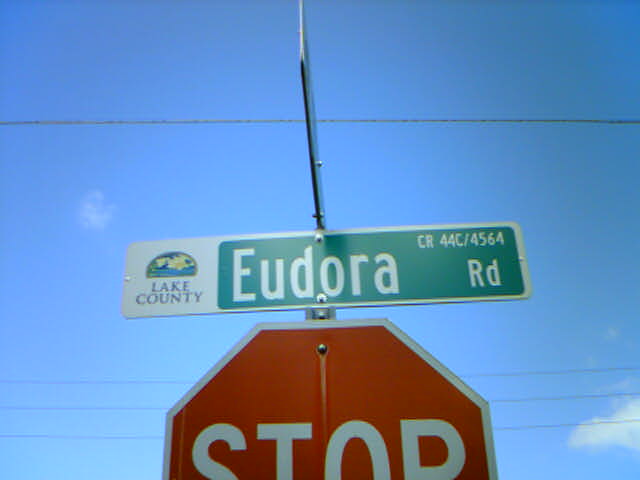 CR 44C/4564
Eudora Rd
LAKE
COUNTY
STOP